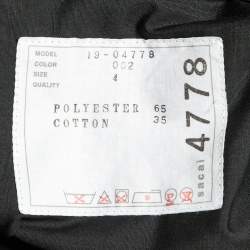 MODEL 19-04778
COLOR 002
SIZE 4
QUALITY
POLYESTER 65
COTTON 35
sacai 4778